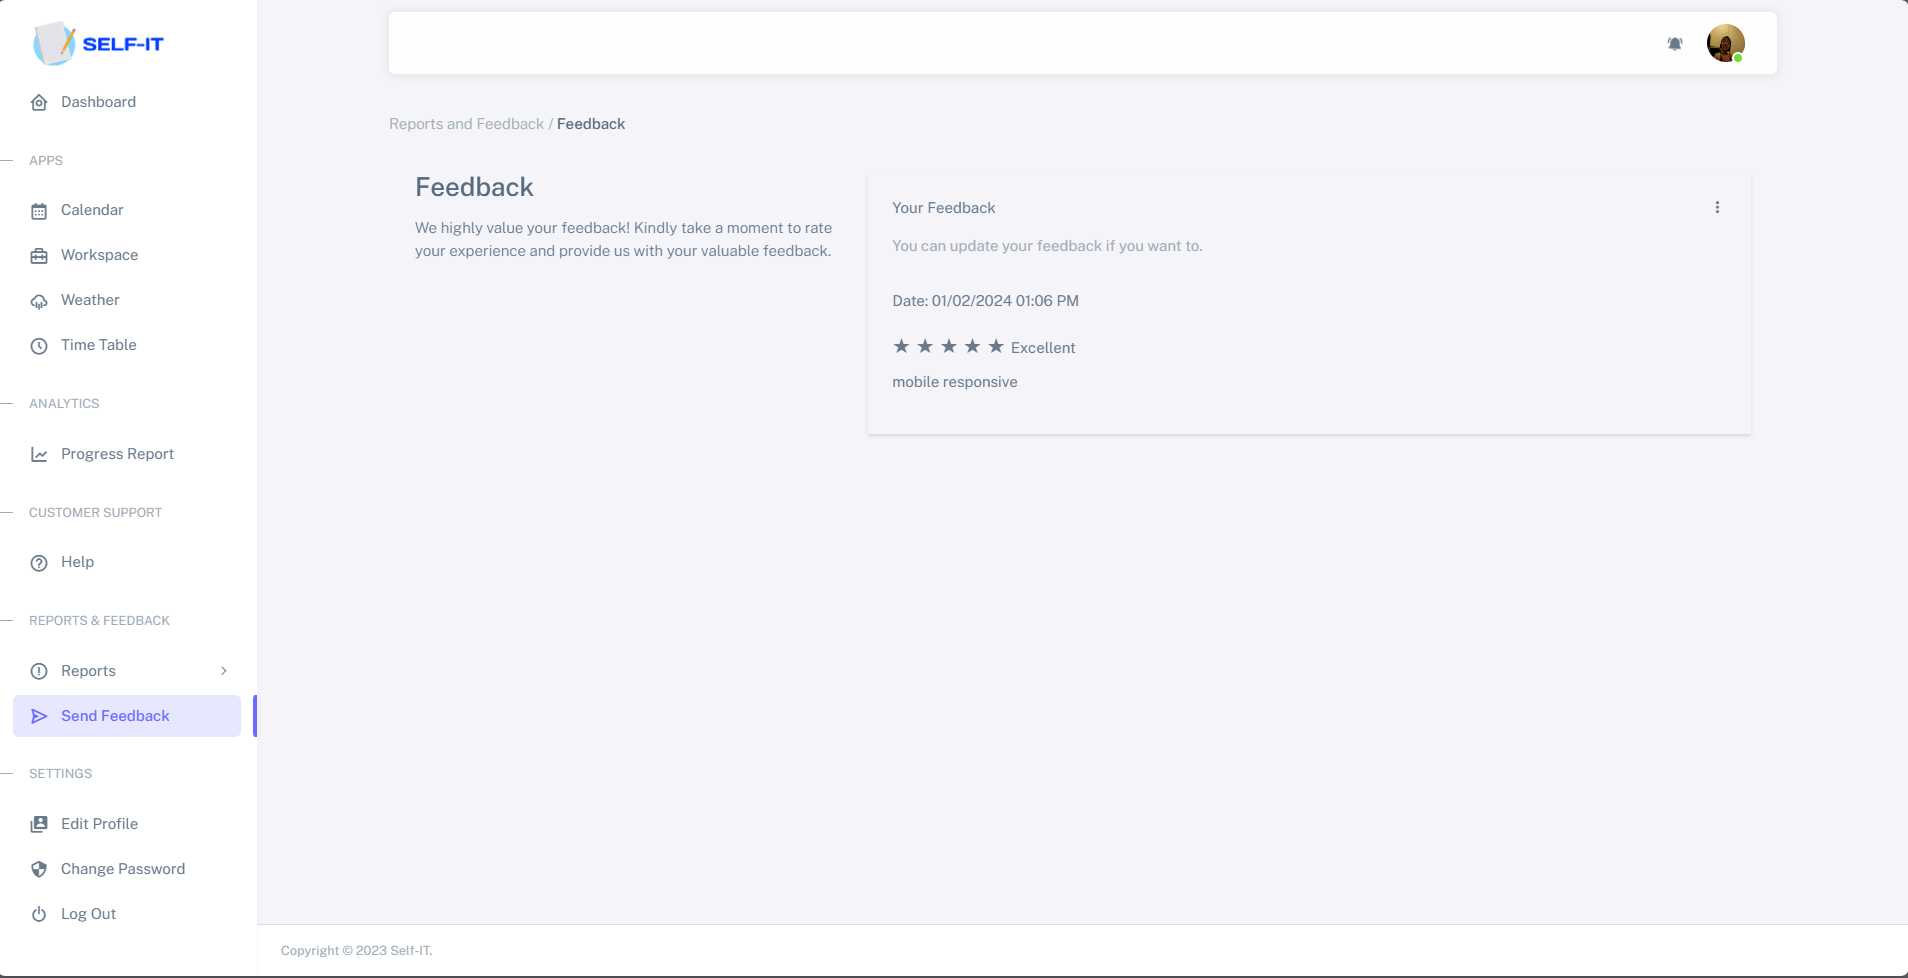 SELF-IT
Dashboard
APPS
Calendar
Workspace
Weather
Time Table
ANALYTICS
Progress Report
CUSTOMER SUPPORT
Help
REPORTS & FEEDBACK
Reports
Send Feedback
SETTINGS
Edit Profile
Change Password
Log Out
Reports and Feedback / Feedback
Feedback
We highly value your feedback! Kindly take a moment to rate
your experience and provide us with your valuable feedback.
Your Feedback
You can update your feedback if you want to.
Date: 01/02/2024 01:06 PM
★ ★ ★ ★ ★ Excellent
mobile responsive
Copyright © 2023 Self-IT.